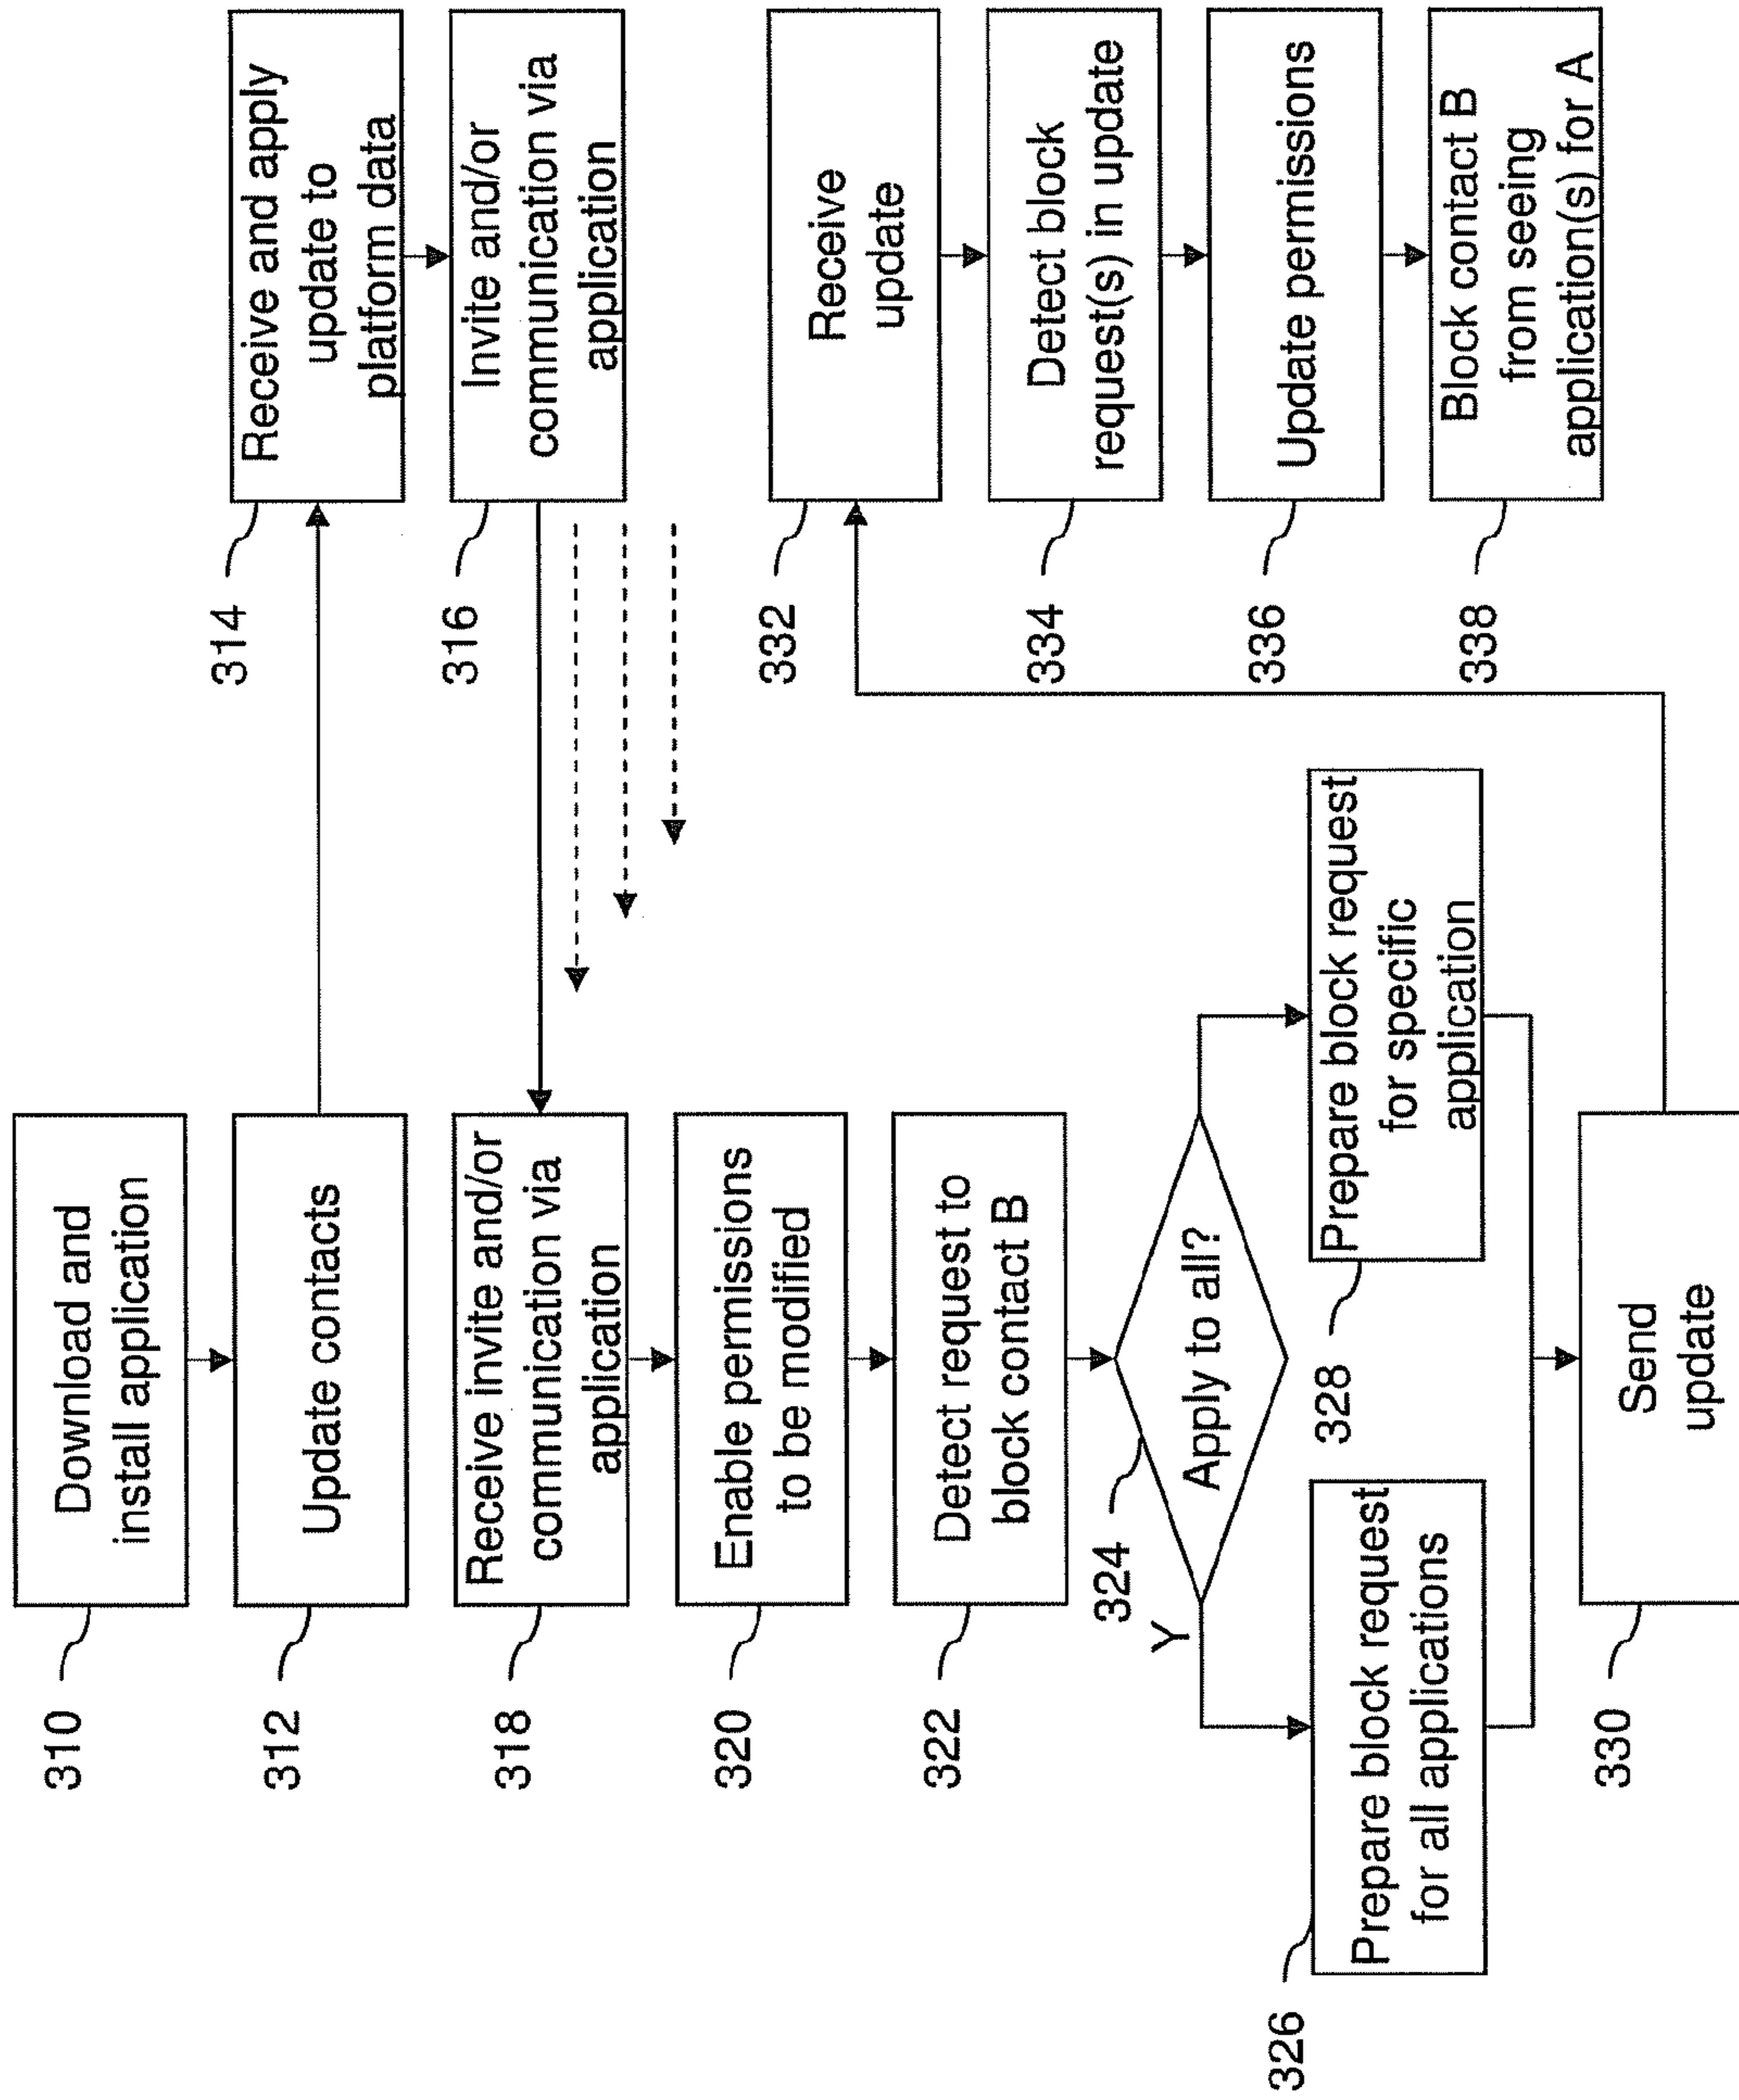 310
Download and
install application
312
Update contacts
314
Receive and apply
update to
platform data
316
Invite and/or
communication via
application
318
Receive invite and/or
communication via
application
320
Enable permissions
to be modified
322
Detect request to
block contact B
324
Apply to all?
Y
326
Prepare block request
for all applications
328
Prepare block request
for specific
application
330
Send
update
332
Receive
update
334
Detect block
request(s) in update
336
Update permissions
338
Block contact B
from seeing
application(s) for A